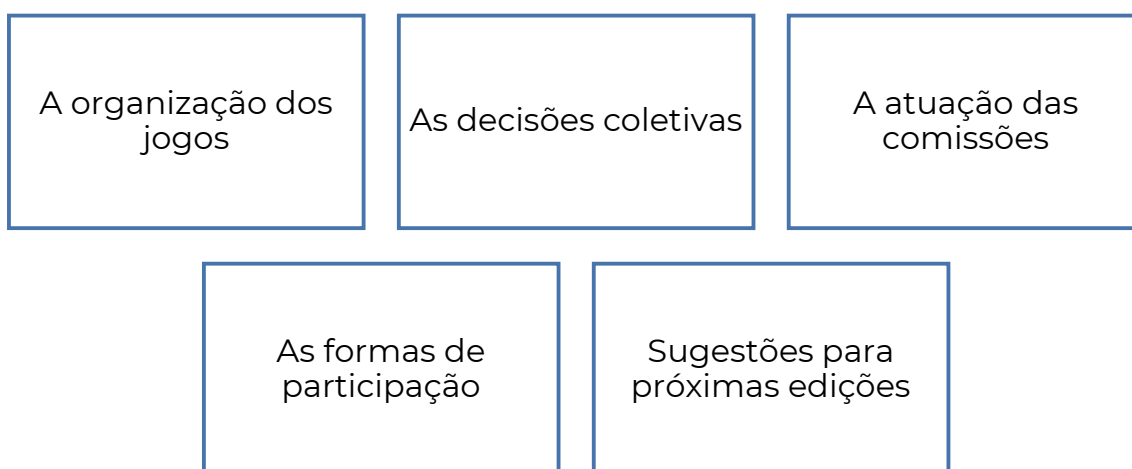 A organização dos
jogos
As decisões coletivas
A atuação das
comissões
As formas de
participação
Sugestões para
próximas edições